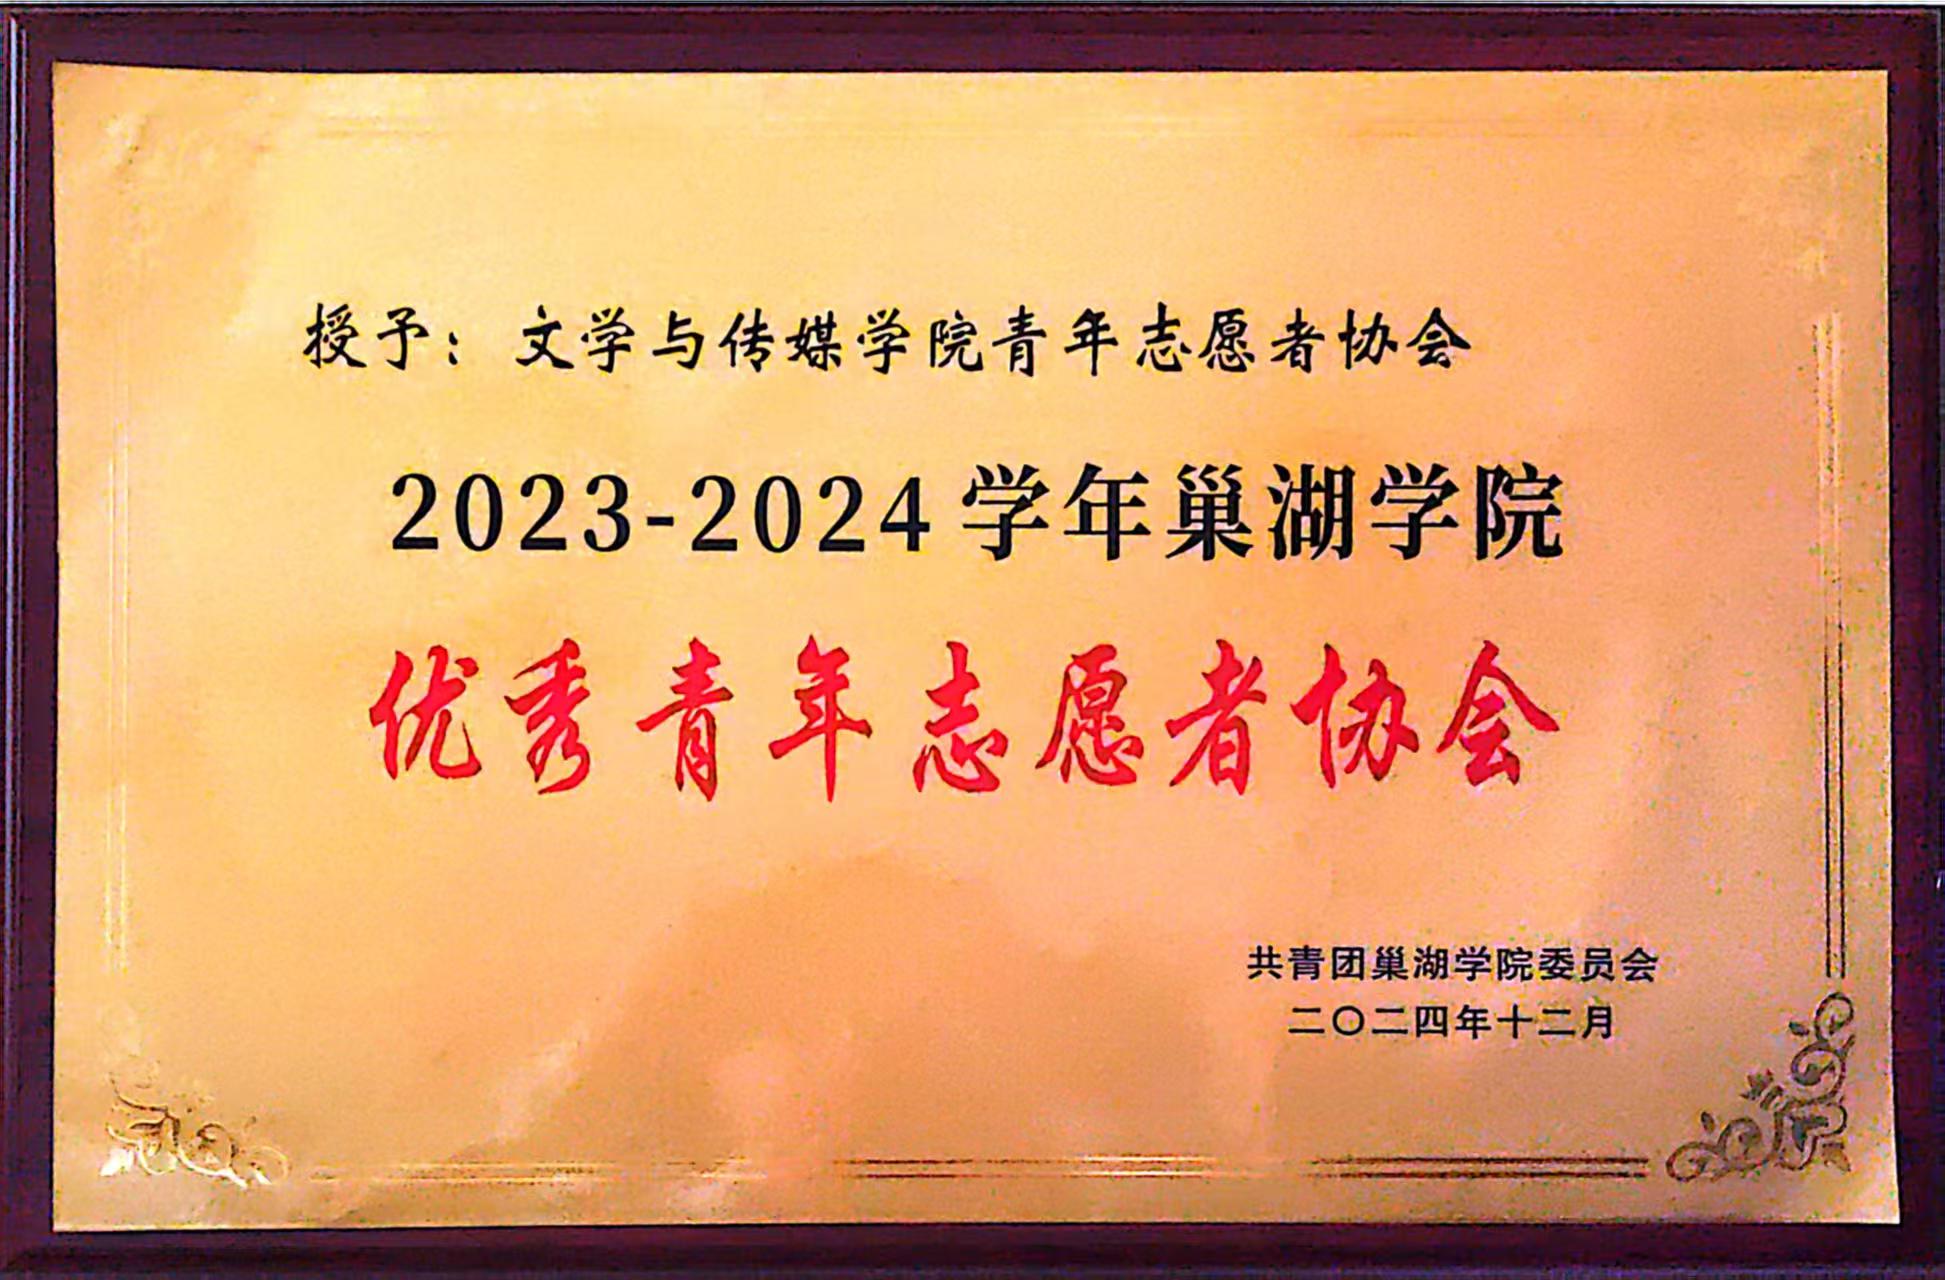 授予：文学与传媒学院青年志愿者协会
2023-2024学年巢湖学院
优秀青年志愿者协会
共青团巢湖学院委员会
二〇二四年十二月